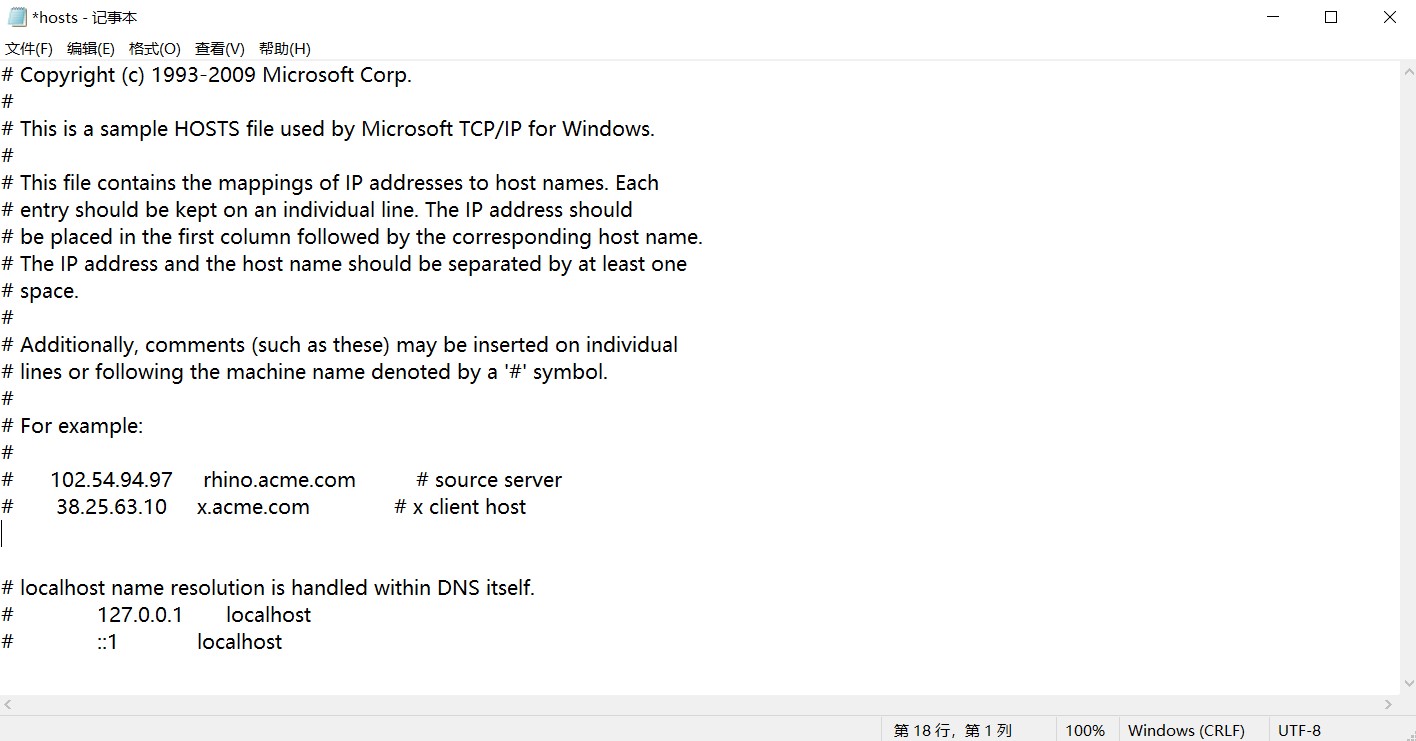 *hosts - 记事本
文件(F) 编辑(E) 格式(O) 查看(V) 帮助(H)
# Copyright (c) 1993-2009 Microsoft Corp.
#
# This is a sample HOSTS file used by Microsoft TCP/IP for Windows.
#
# This file contains the mappings of IP addresses to host names. Each
# entry should be kept on an individual line. The IP address should
# be placed in the first column followed by the corresponding host name.
# The IP address and the host name should be separated by at least one
# space.
#
# Additionally, comments (such as these) may be inserted on individual
# lines or following the machine name denoted by a '#' symbol.
#
# For example:
#
#      102.54.94.97     rhino.acme.com          # source server
#       38.25.63.10     x.acme.com              # x client host
# localhost name resolution is handled within DNS itself.
#	127.0.0.1       localhost
#	::1             localhost
第 18 行，第 1 列 100% Windows (CRLF) UTF-8